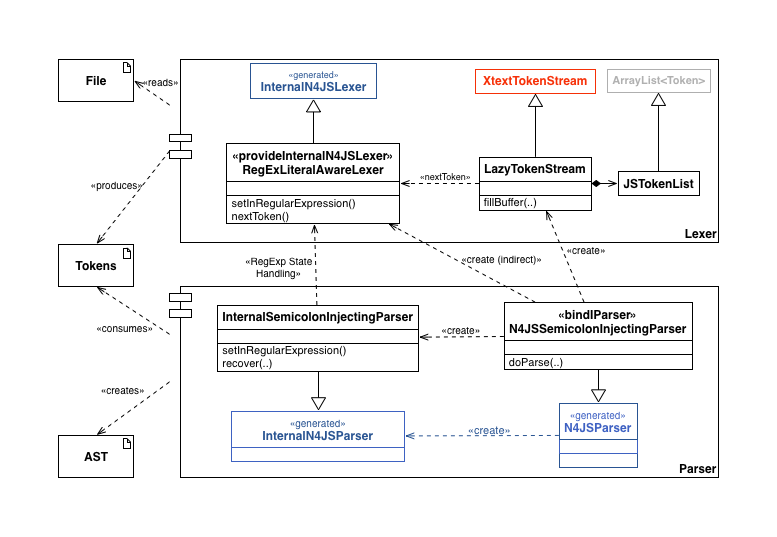 File
«reads»
«generated»
InternalN4JSLexer
XtextTokenStream
ArrayList<Token>
«provideInternalN4JSLexer»
RegExLiteralAwareLexer
setInRegularExpression()
nextToken()
«nextToken»
LazyTokenStream
fillBuffer(..)
JSTokenList
Lexer
«produces»
Tokens
«RegExp State
Handling»
«create (indirect)»
«create»
«consumes»
InternalSemicolonInjectingParser
setInRegularExpression()
recover(..)
«create»
«bindIParser»
N4JSSemicolonInjectingParser
doParse(..)
«creates»
AST
«generated»
InternalN4JSParser
«create»
«generated»
N4JSParser
Parser